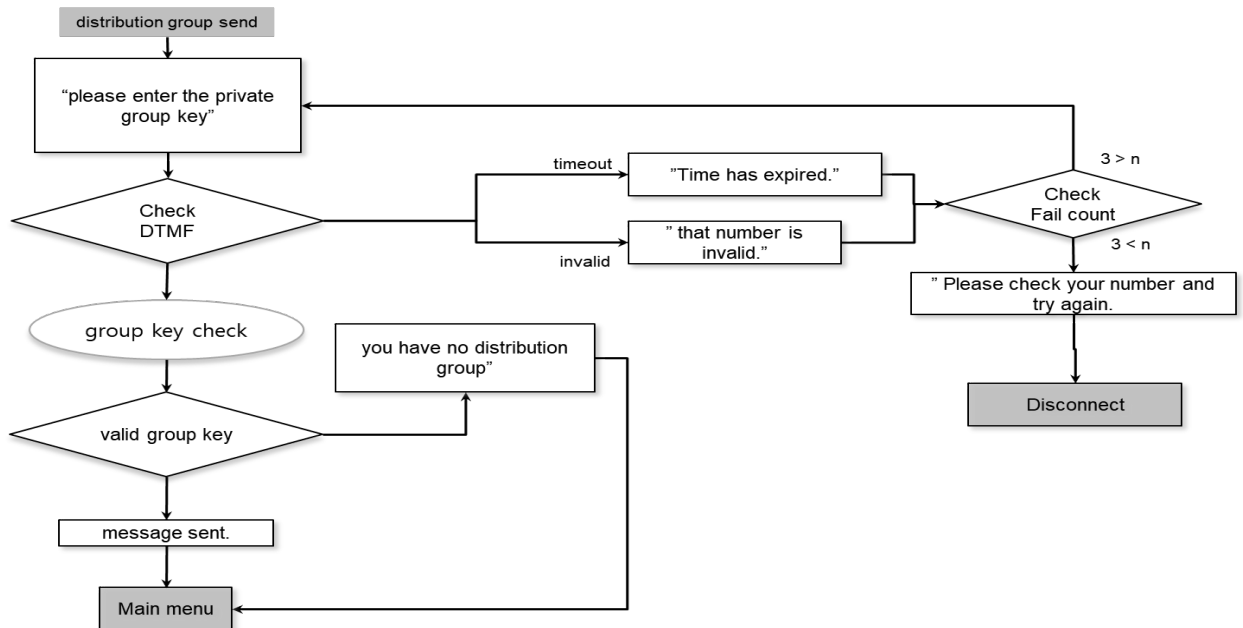 distribution group send
“please enter the private
group key”
Check
DTMF
timeout
”Time has expired.”
invalid
” that number is
invalid.”
3 > n
Check
Fail count
3 < n
” Please check your number and
try again.
Disconnect
group key check
you have no distribution
group”
valid group key
message sent.
Main menu